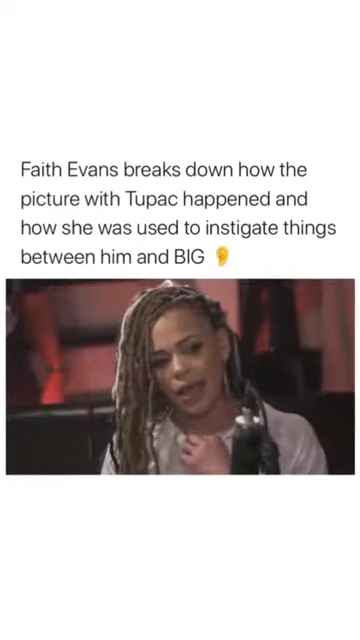 Faith Evans breaks down how the
picture with Tupac happened and
how she was used to instigate things
between him and BIG 👂